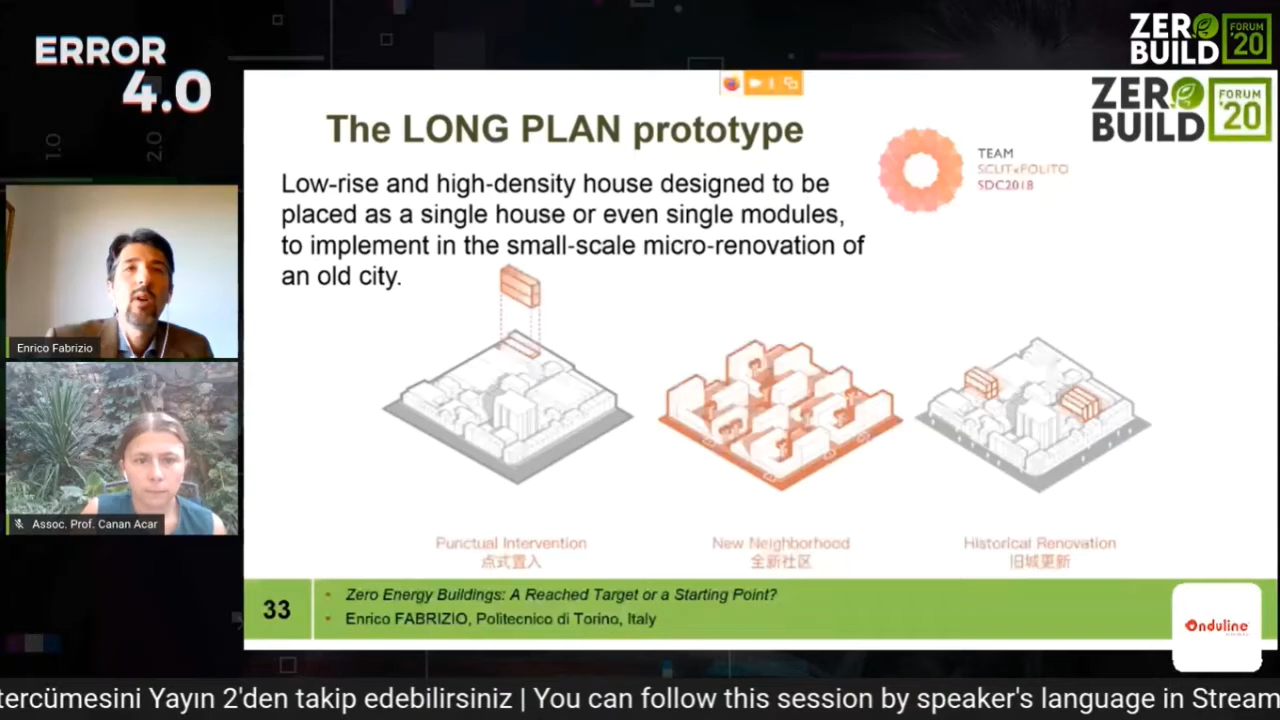 ERROR
4.0
1.0
2.0
ZERO
BUILD
FORUM
'20
ZERO
BUILD
FORUM
'20
The LONG PLAN prototype
TEAM
SCUTxPOLITO
SDC2018
Low-rise and high-density house designed to be
placed as a single house or even single modules,
to implement in the small-scale micro-renovation of
an old city.
Enrico Fabrizio
Assoc. Prof. Canan Acar
Punctual Intervention
点式置入
New Neighborhood
全新社区
Historical Renovation
旧城更新
33
• Zero Energy Buildings: A Reached Target or a Starting Point?
• Enrico FABRIZIO, Politecnico di Torino, Italy
Onduline
tercümesini Yayın 2'den takip edebilirsiniz | You can follow this session by speaker's language in Stream